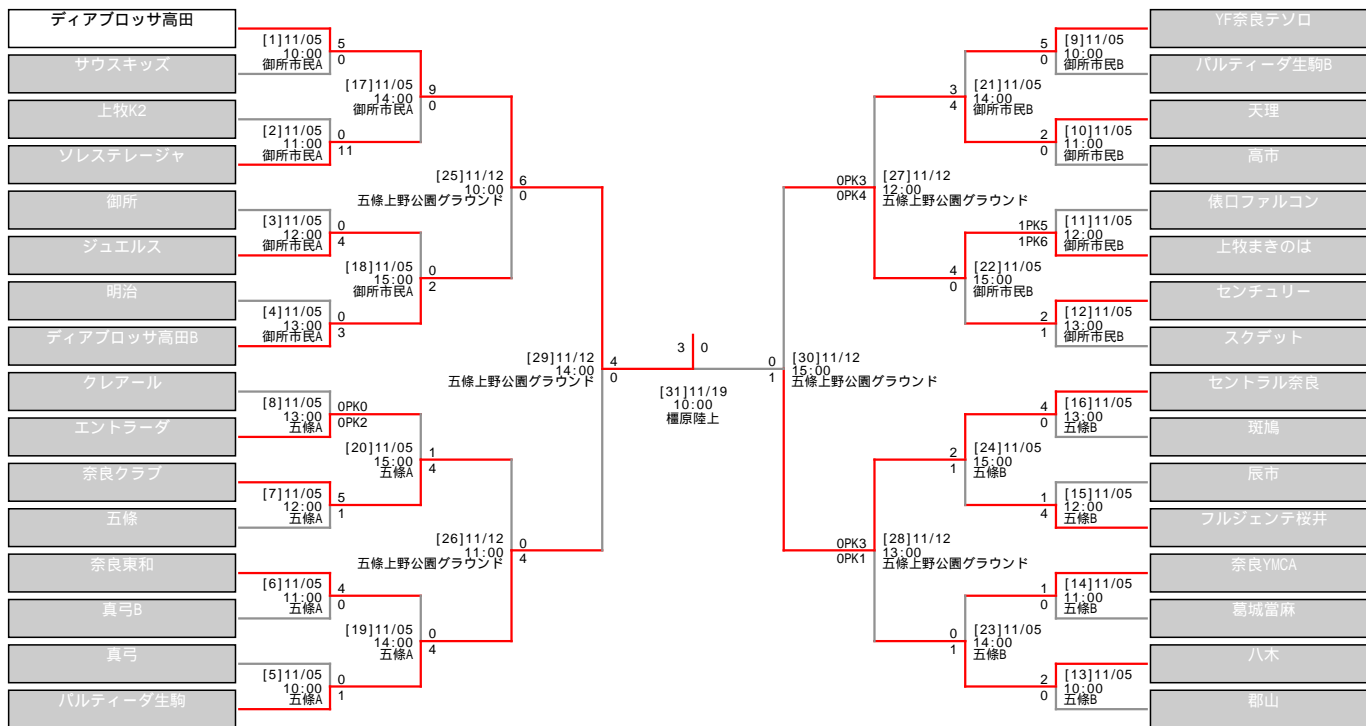 ディアブロッサ高田
サウスキッズ
上牧K2
ソレステレージャ
御所
ジュエルス
明治
ディアブロッサ高田B
クレアール
エントラーダ
奈良クラブ
五條
奈良東和
真弓B
真弓
バルティーダ生駒
[1]11/05
10:00
御所市民A
5
0
[2]11/05
11:00
御所市民A
0
11
[3]11/05
12:00
御所市民A
0
4
[4]11/05
13:00
御所市民A
0
3
[8]11/05
13:00
五條A
0PK0
0PK2
[7]11/05
12:00
五條A
5
1
[6]11/05
11:00
五條A
4
0
[5]11/05
10:00
五條A
0
1
[17]11/05
14:00
御所市民A
9
0
[18]11/05
15:00
御所市民A
0
2
[20]11/05
15:00
五條A
1
4
[19]11/05
14:00
五條A
0
4
[25]11/12
10:00
五條上野公園グラウンド
6
0
[26]11/12
11:00
五條上野公園グラウンド
0
4
[29]11/12
14:00
五條上野公園グラウンド
4
0
3
0
[31]11/19
10:00
橿原陸上
0
1
[30]11/12
15:00
五條上野公園グラウンド
0PK3
0PK4
[27]11/12
12:00
五條上野公園グラウンド
0PK3
0PK1
[28]11/12
13:00
五條上野公園グラウンド
3
4
[21]11/05
14:00
御所市民B
4
0
[22]11/05
15:00
御所市民B
2
1
[24]11/05
15:00
五條B
0
1
[23]11/05
14:00
五條B
5
0
[9]11/05
10:00
御所市民B
2
0
[10]11/05
11:00
御所市民B
1PK5
1PK6
[11]11/05
12:00
御所市民B
2
1
[12]11/05
13:00
御所市民B
4
0
[16]11/05
13:00
五條B
1
4
[15]11/05
12:00
五條B
1
0
[14]11/05
11:00
五條B
2
0
[13]11/05
10:00
五條B
YF奈良テソロ
バルティーダ生駒B
天理
高市
俵口ファルコン
上牧まきのは
センチュリー
スクデット
セントラル奈良
斑鳩
辰市
フルジェンテ桜井
奈良YMCA
葛城當麻
八木
郡山